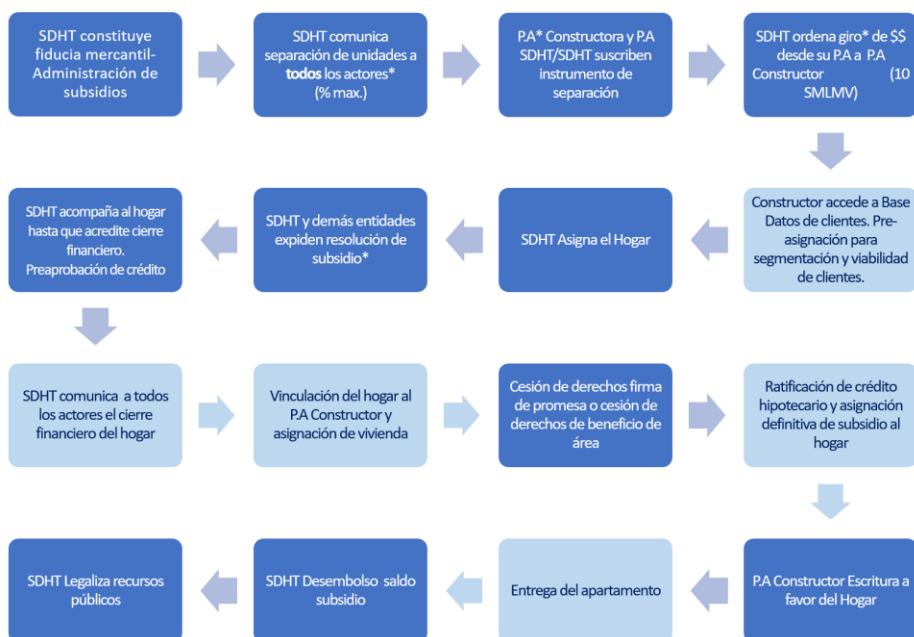 SDHT constituye
fiducia mercantil-
Administración de
subsidios
SDHT comunica
separación de unidades a
todos los actores*
(% max.)
P.A* Constructora y P.A
SDHT/SDHT suscriben
instrumento de
separación
SDHT ordena giro* de $$
desde su P.A a P.A
Constructor (10
SMLMV)
Constructor accede a Base
Datos de clientes. Pre-
asignación para
segmentación y viabilidad
de clientes.
SDHT Asigna el Hogar
SDHT y demás entidades
expiden resolución de
subsidio*
SDHT acompaña al hogar
hasta que acredite cierre
financiero.
Preaprobación de crédito
SDHT comunica a todos
los actores el cierre
financiero del hogar
Vinculación del hogar al
P.A Constructor y
asignación de vivienda
Cesión de derechos firma
de promesa o cesión de
derechos de beneficio de
área
Ratificación de crédito
hipotecario y asignación
definitiva de subsidio al
hogar
P.A Constructor Escritura a
favor del Hogar
Entrega del apartamento
SDHT Desembolso saldo
subsidio
SDHT Legaliza recursos
públicos